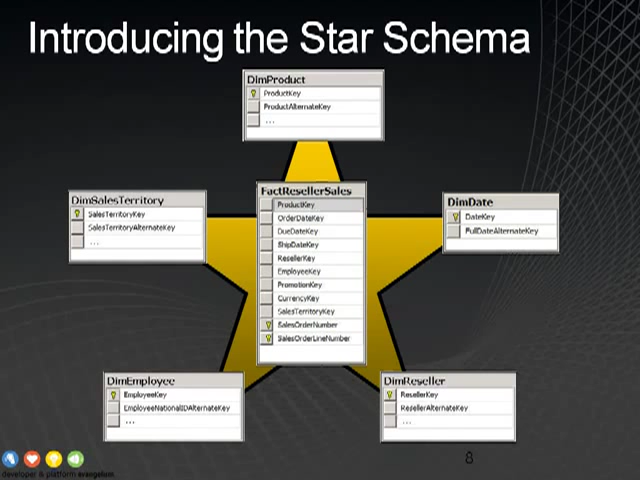 Introducing the Star Schema
DimProduct
ProductKey
ProductAlternateKey
...
DimSalesTerritory
SalesTerritoryKey
SalesTerritoryAlternateKey
...
FactResellerSales
ProductKey
OrderDateKey
DueDateKey
ShipDateKey
ResellerKey
EmployeeKey
PromotionKey
CurrencyKey
SalesTerritoryKey
SalesOrderNumber
SalesOrderLineNumber
DimDate
DateKey
FullDateAlternateKey
DimEmployee
EmployeeKey
EmployeeNationalIDAlternateKey
...
DimReseller
ResellerKey
ResellerAlternateKey
...
developer & platform evangelism
8